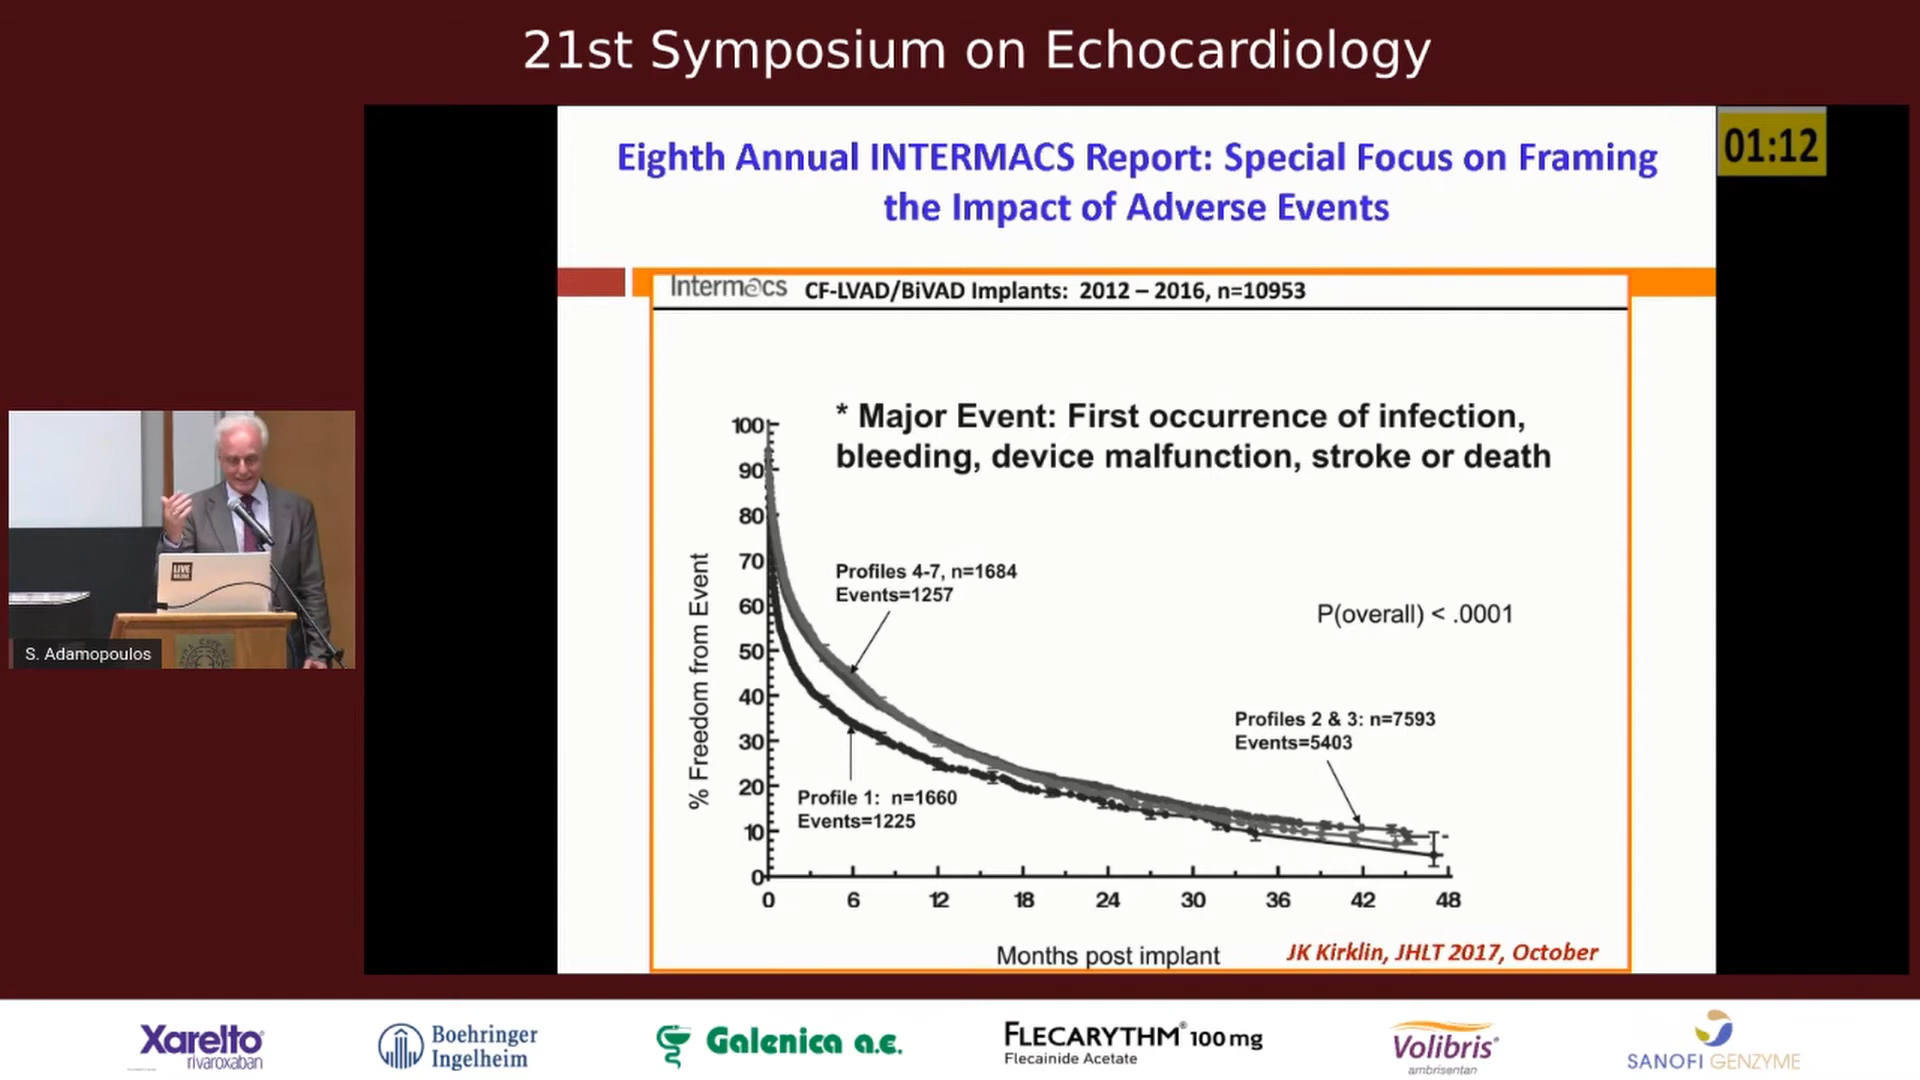 21st Symposium on Echocardiology
Eighth Annual INTERMACS Report: Special Focus on Framing
the Impact of Adverse Events
01:12
Intermacs CF-LVAD/BiVAD Implants: 2012 – 2016, n=10953
* Major Event: First occurrence of infection,
bleeding, device malfunction, stroke or death
% Freedom from Event
100
90
80
70
60
50
40
30
20
10
0
Profiles 4-7, n=1684
Events=1257
P(overall) < .0001
Profiles 2 & 3: n=7593
Events=5403
Profile 1: n=1660
Events=1225
0 6 12 18 24 30 36 42 48
Months post implant
JK Kirklin, JHLT 2017, October
LIVE
S. Adamopoulos
Xarelto®
rivaroxaban
Boehringer
Ingelheim
Galenica a.e.
FLECARYTHM® 100 mg
Flecainide Acetate
Volibris®
ambrisentan
SANOFI GENZYME